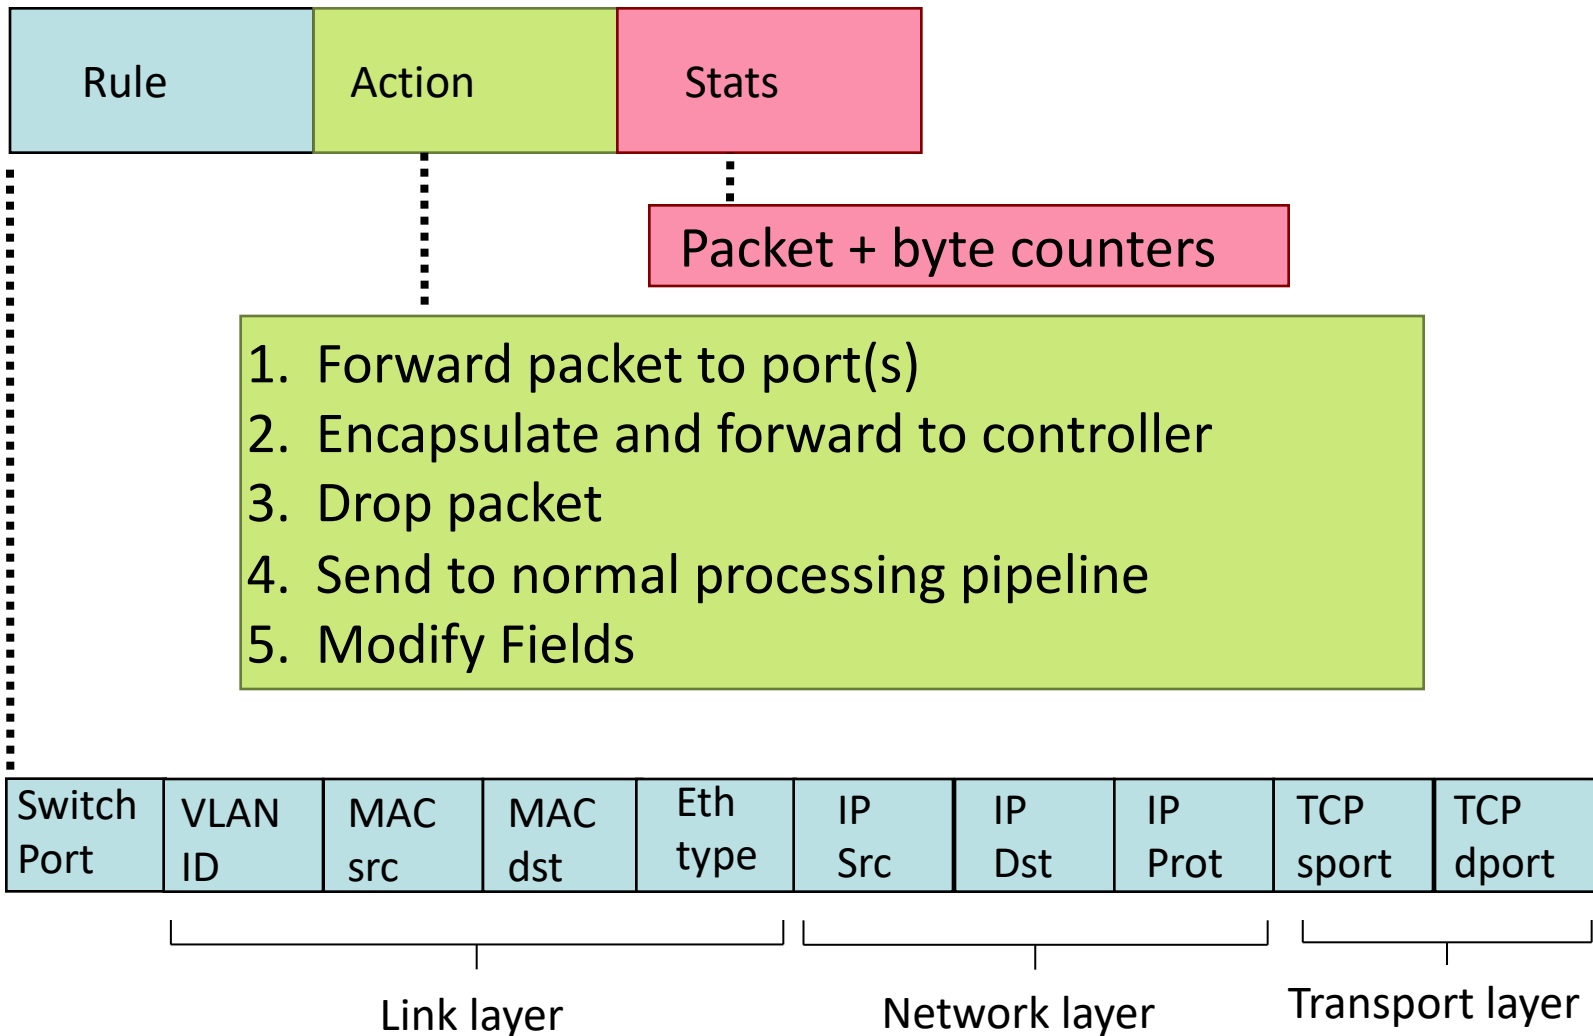 Rule
Action
Stats
Packet + byte counters
1. Forward packet to port(s)
2. Encapsulate and forward to controller
3. Drop packet
4. Send to normal processing pipeline
5. Modify Fields
Switch
Port
VLAN
ID
MAC
src
MAC
dst
Eth
type
IP
Src
IP
Dst
IP
Prot
TCP
sport
TCP
dport
Link layer
Network layer
Transport layer